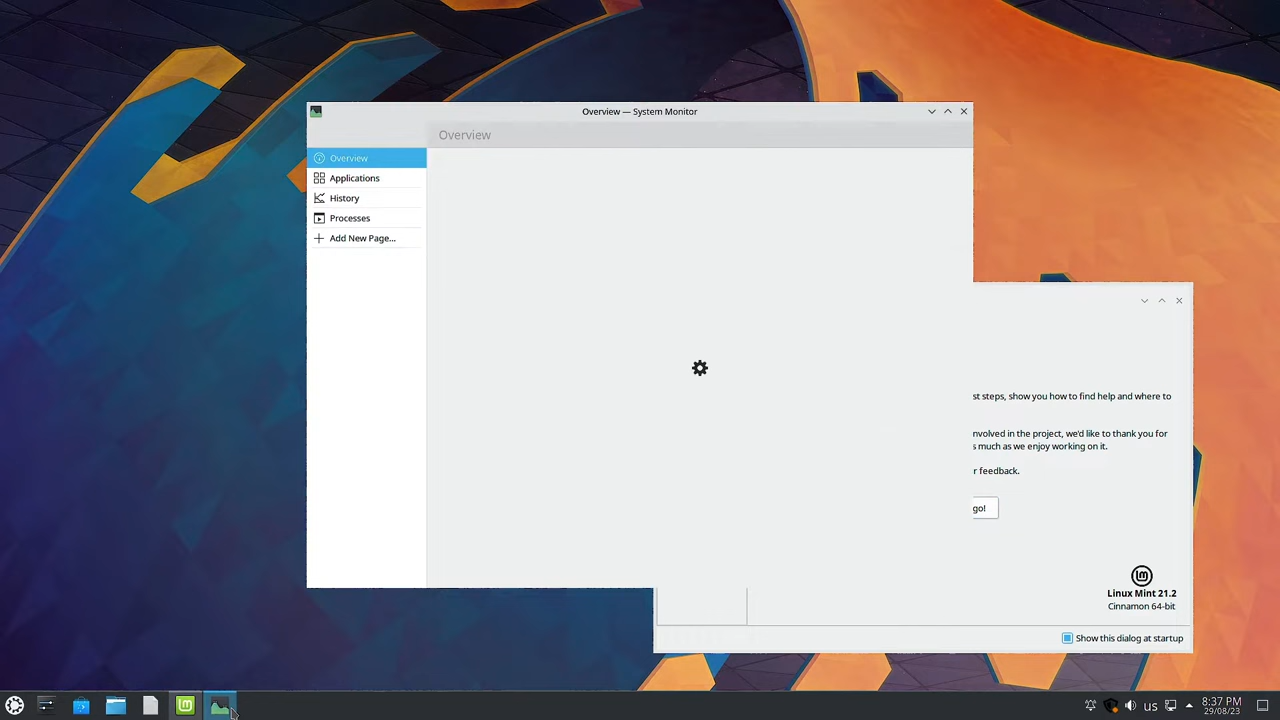 Overview — System Monitor
Overview
Overview
Applications
History
Processes
Add New Page...
st steps, show you how to find help and where to
nvolved in the project, we'd like to thank you for
s much as we enjoy working on it.
r feedback.
go!
Linux Mint 21.2
Cinnamon 64-bit
Show this dialog at startup
us
8:37 PM
29/08/23